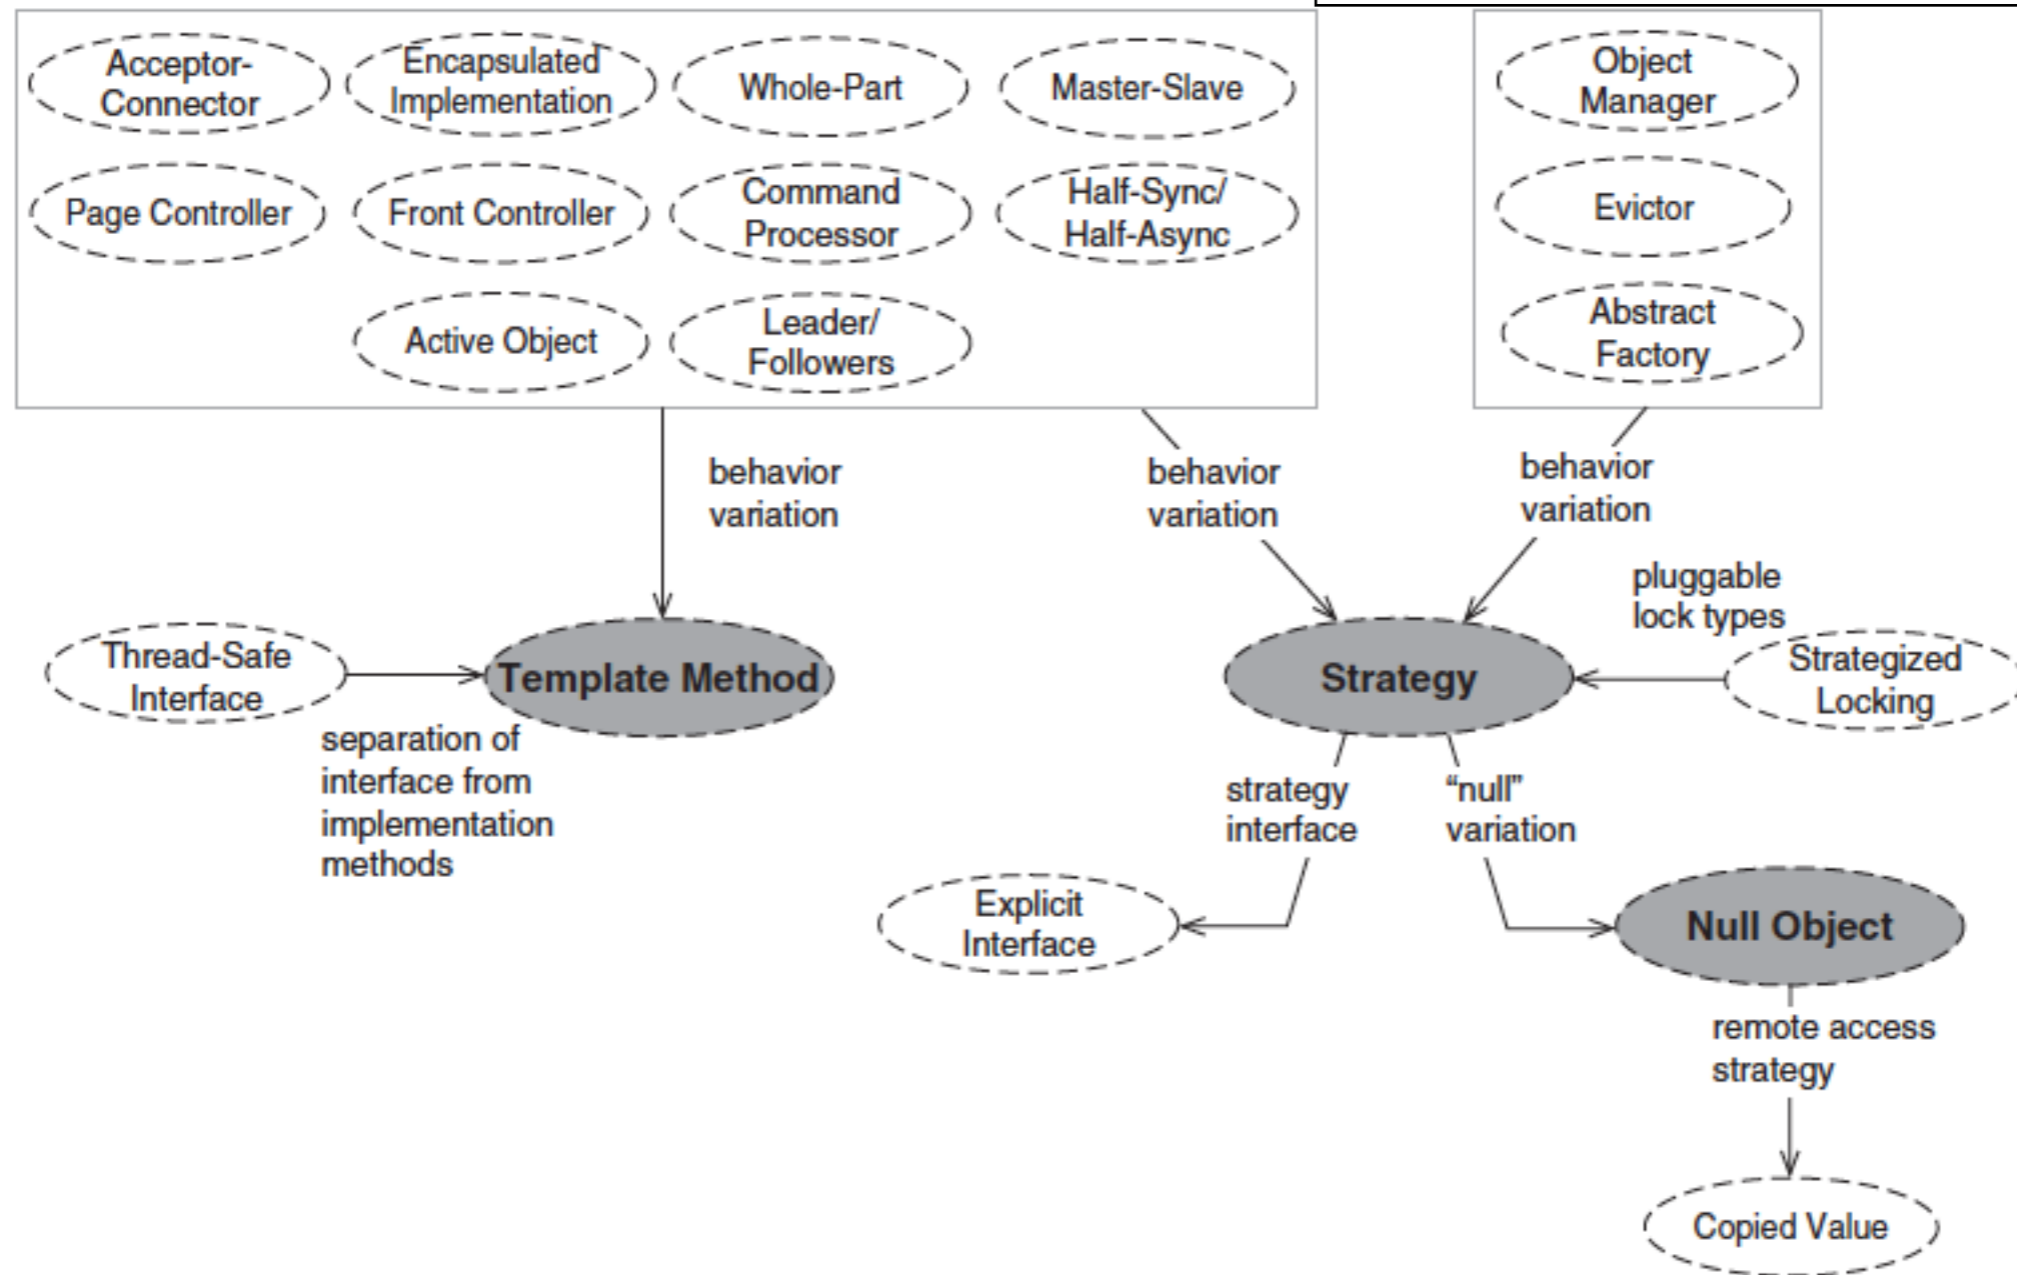 Acceptor-
Connector
Encapsulated
Implementation
Whole-Part
Master-Slave
Object
Manager
Page Controller
Front Controller
Command
Processor
Half-Sync/
Half-Async
Evictor
Active Object
Leader/
Followers
Abstract
Factory
behavior
variation
behavior
variation
behavior
variation
pluggable
lock types
Thread-Safe
Interface
Template Method
Strategy
Strategized
Locking
separation of
interface from
implementation
methods
strategy
interface
“null”
variation
Explicit
Interface
Null Object
remote access
strategy
Copied Value